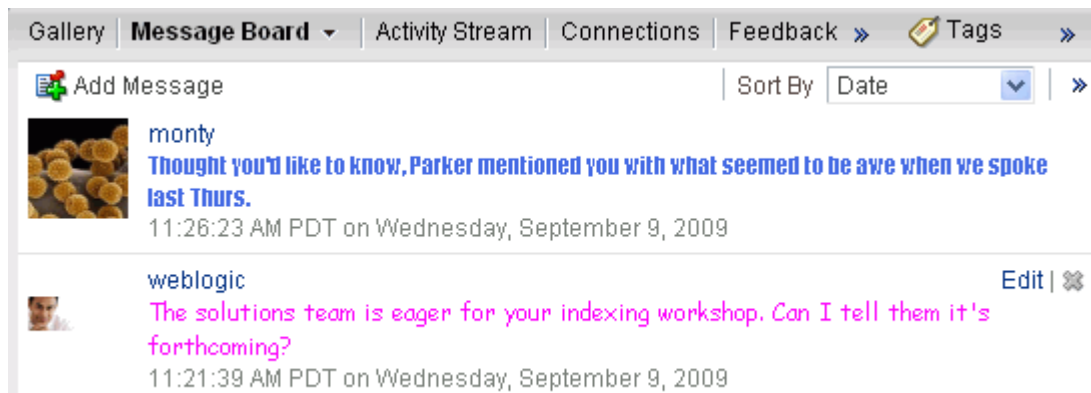 Gallery Message Board Activity Stream Connections Feedback » Tags »
Add Message Sort By Date »
monty
Thought you'd like to know, Parker mentioned you with what seemed to be awe when we spoke
last Thurs.
11:26:23 AM PDT on Wednesday, September 9, 2009
weblogic Edit |
The solutions team is eager for your indexing workshop. Can I tell them it's
forthcoming?
11:21:39 AM PDT on Wednesday, September 9, 2009